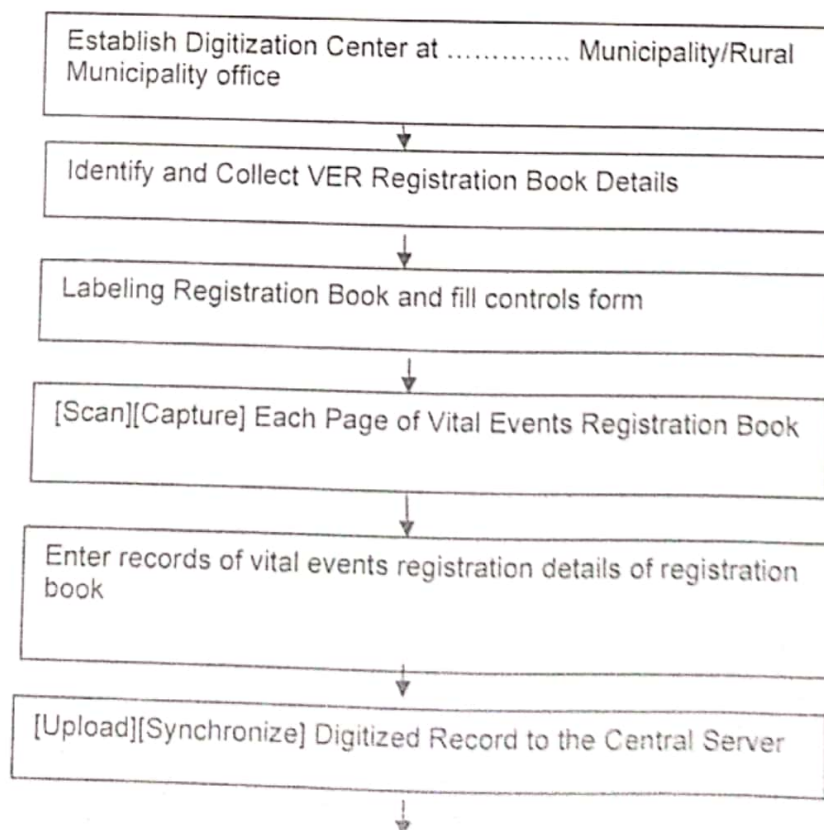 Establish Digitization Center at .............. Municipality/Rural
Municipality office
Identify and Collect VER Registration Book Details
Labeling Registration Book and fill controls form
[Scan][Capture] Each Page of Vital Events Registration Book
Enter records of vital events registration details of registration
book
[Upload][Synchronize] Digitized Record to the Central Server